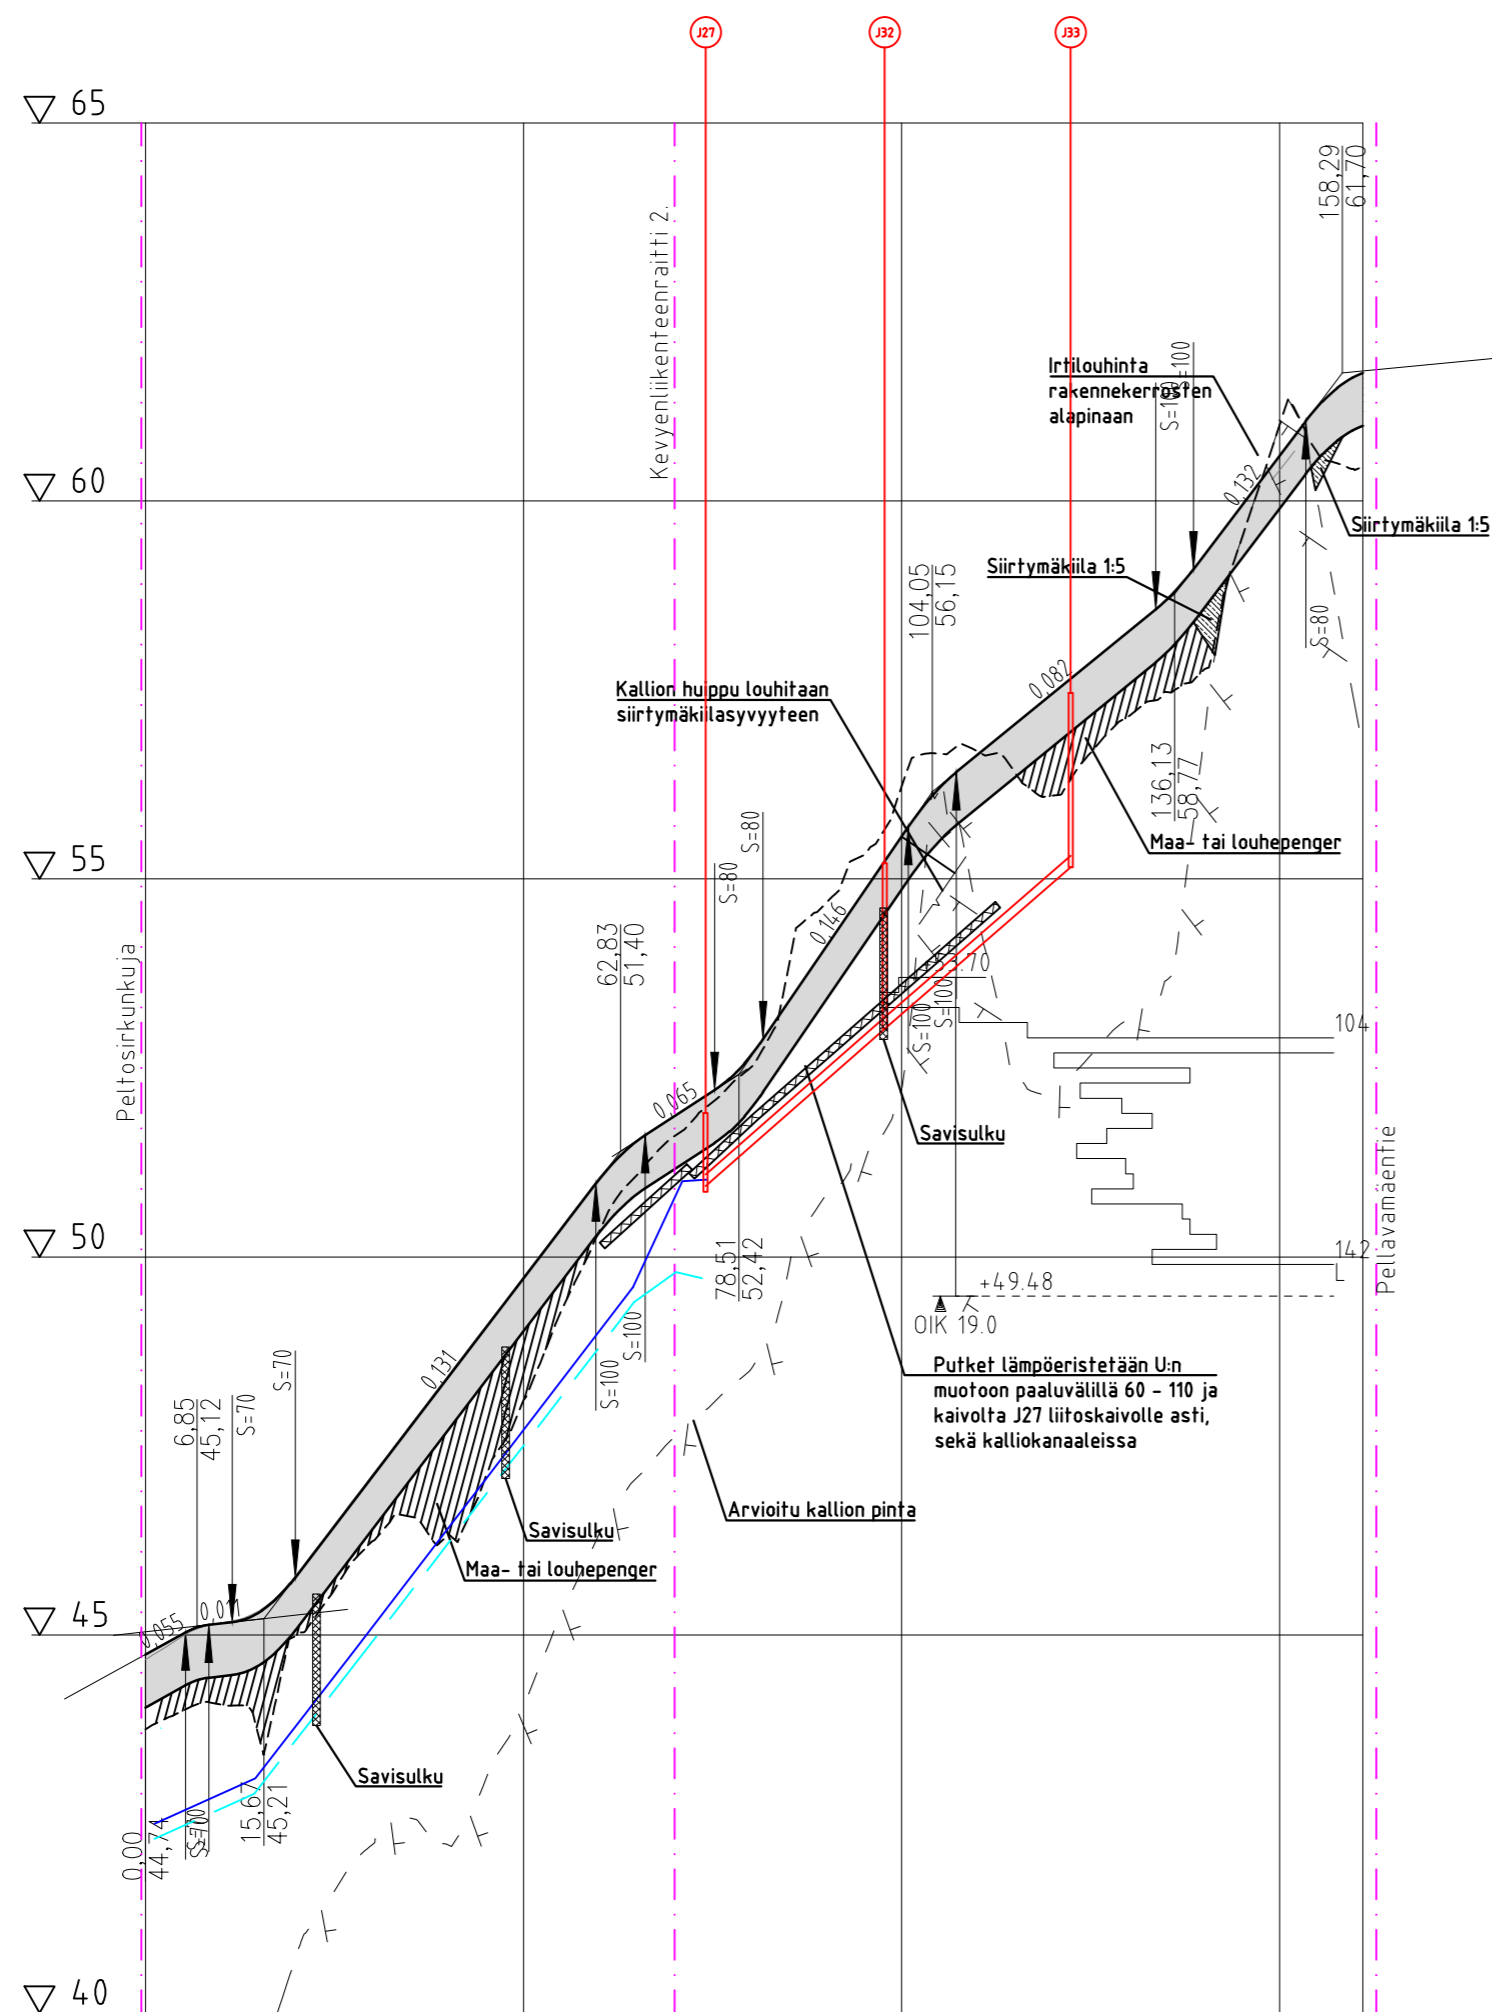 J27
J32
J33
65
158,29
61,70
Kevyenliikenteenraitti 2.
Irtilouhinta
rakennekerrosten
alapinaan
S=100
S=100
60
0,132
Siirtymäkiila 1:5
Siirtymäkiila 1:5
104,05
56,15
S=80
Kallion huippu louhitaan
siirtymäkiilasyvyyteen
0,082
136,13
58,77
Maa- tai louhepenger
55
S=80
S=80
0,146
62,83
51,40
Peltosirkunkuja
S=100
S=100
104
0,065
Savisulku
Pellavamäentie
50
78,51
52,42
142
L
+49.48
OIK 19.0
S=100
S=100
Putket lämpöeristetään U:n
muotoon paaluvälillä 60 - 110 ja
kaivolta J27 liitoskaivolle asti,
sekä kalliokanaaleissa
0,131
S=70
S=70
6,85
45,12
Arvioitu kallion pinta
Savisulku
Maa- tai louhepenger
45
0,055
0,011
Savisulku
15,67
45,21
0,00
44,74
S=70
40